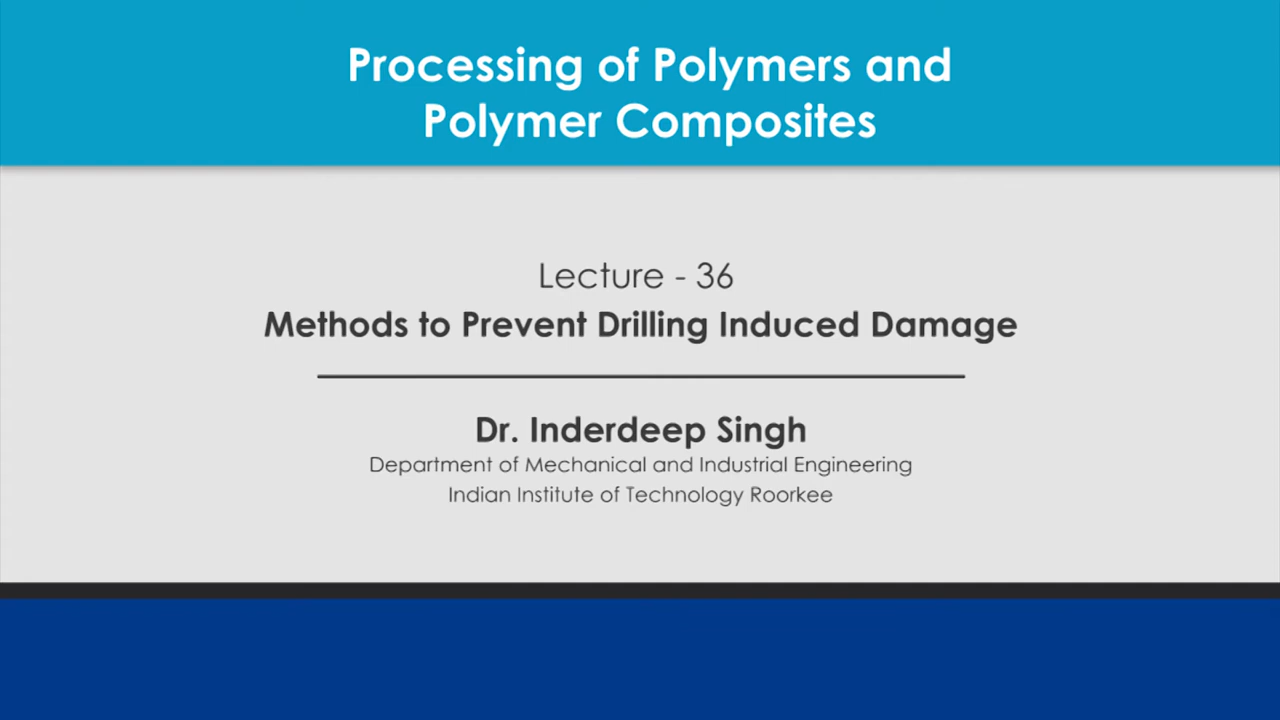 Processing of Polymers and
Polymer Composites
Lecture - 36
Methods to Prevent Drilling Induced Damage
Dr. Inderdeep Singh
Department of Mechanical and Industrial Engineering
Indian Institute of Technology Roorkee